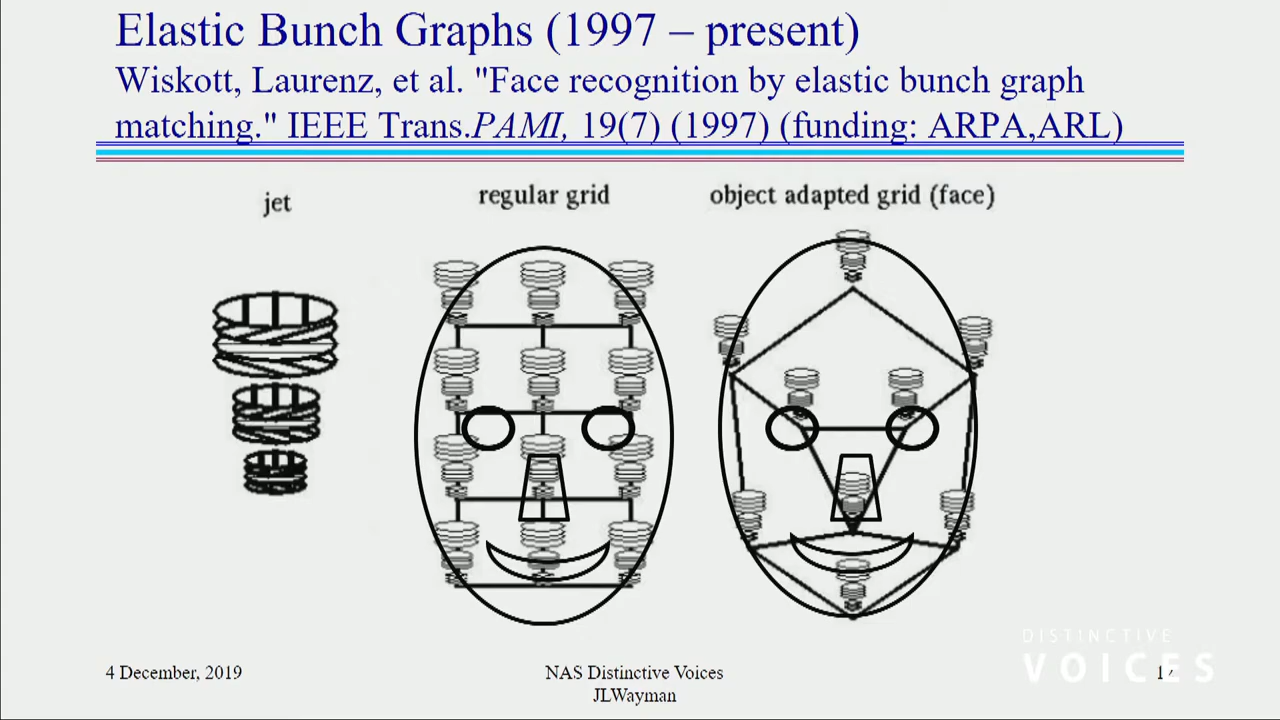 Elastic Bunch Graphs (1997 – present)
Wiskott, Laurenz, et al. "Face recognition by elastic bunch graph
matching." IEEE Trans.PAMI, 19(7) (1997) (funding: ARPA,ARL)
jet
regular grid
object adapted grid (face)
DISTINCTIVE
VOICES
4 December, 2019
NAS Distinctive Voices
JLWayman